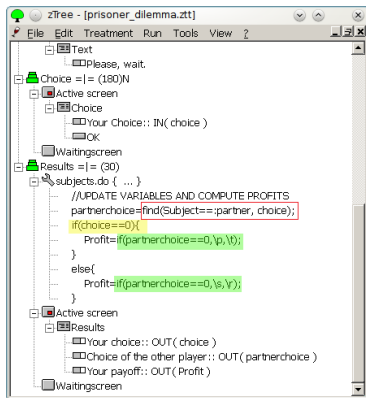 zTree - [prisoner_dilemma.ztt]
File Edit Treatment Run Tools View ?
Text
Please, wait.
Choice =|= (180)N
Active screen
Choice
Your Choice:: IN( choice )
OK
Waitingscreen
Results =|= (30)
subjects.do { ... }
//UPDATE VARIABLES AND COMPUTE PROFITS
partnerchoice=find(Subject==:partner, choice);
if(choice==0){
Profit=if(partnerchoice==0,\p,\t);
}
else{
Profit=if(partnerchoice==0,\s,\r);
}
Active screen
Results
Your choice:: OUT( choice )
Choice of the other player:: OUT( partnerchoice )
Your payoff:: OUT( Profit )
Waitingscreen